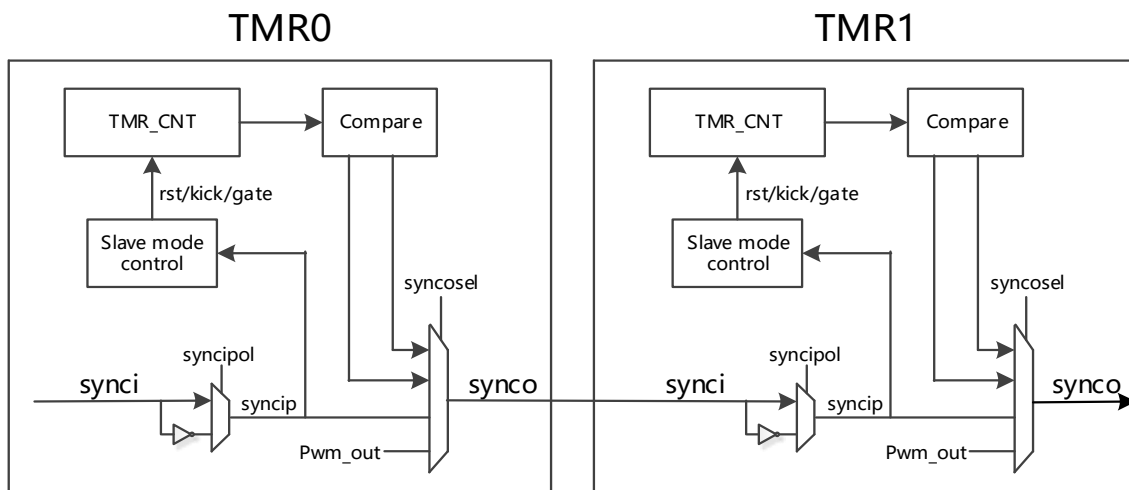 TMR0
TMR_CNT
Compare
rst/kick/gate
Slave mode
control
syncosel
syncipol
synci
syncip
synco
Pwm_out
TMR1
TMR_CNT
Compare
rst/kick/gate
Slave mode
control
syncosel
syncipol
synci
syncip
synco
Pwm_out